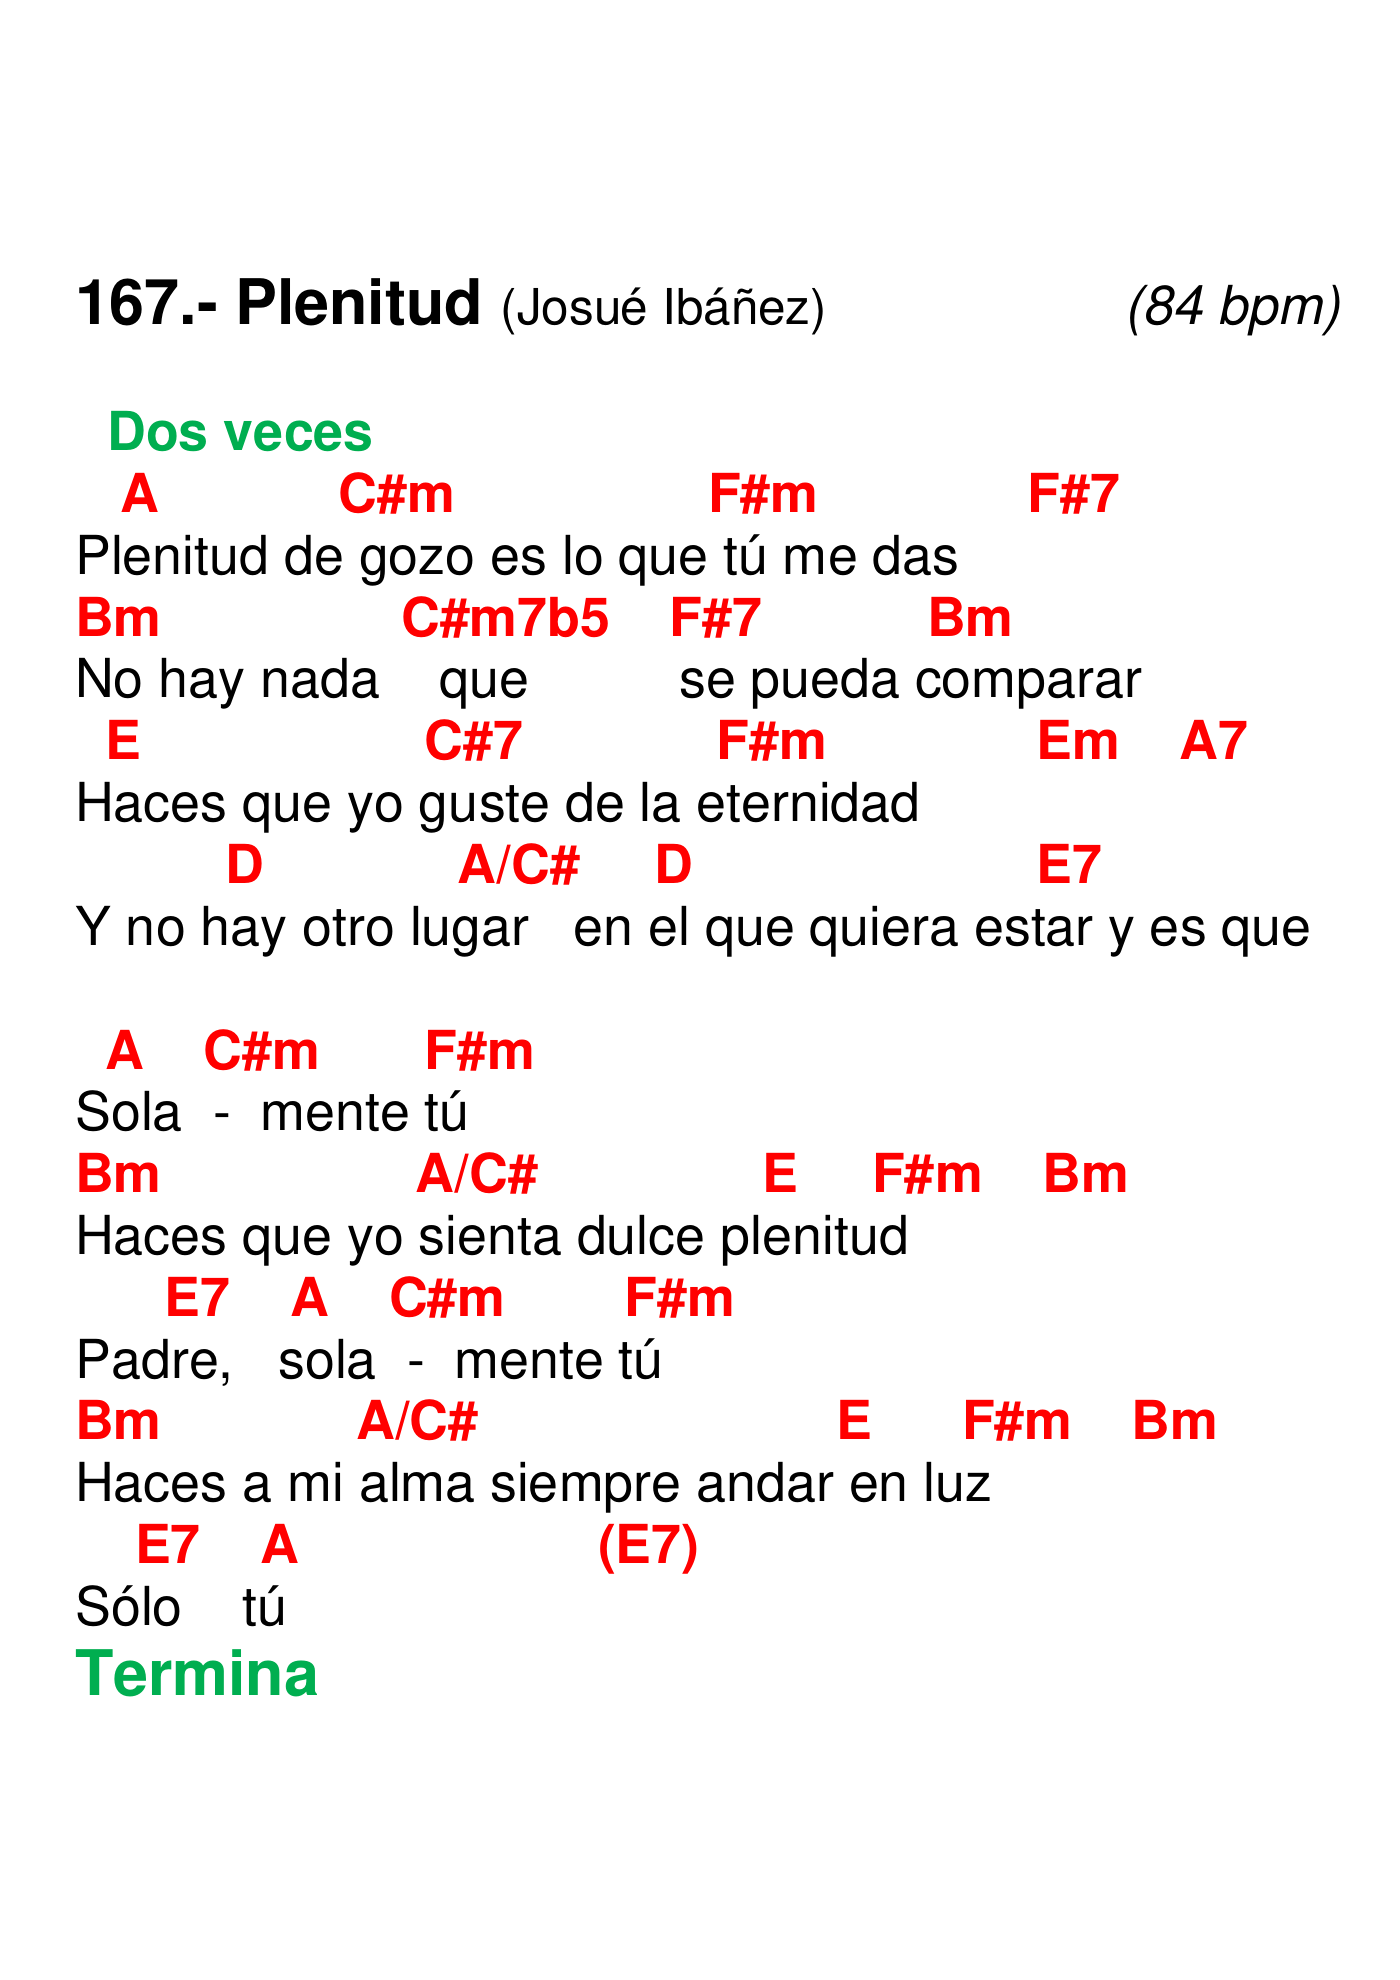 167.- Plenitud (Josué Ibáñez) (84 bpm)
Dos veces
A C#m F#m F#7
Plenitud de gozo es lo que tú me das
Bm C#m7b5 F#7 Bm
No hay nada que se pueda comparar
E C#7 F#m Em A7
Haces que yo guste de la eternidad
D A/C# D E7
Y no hay otro lugar en el que quiera estar y es que
A C#m F#m
Sola - mente tú
Bm A/C# E F#m Bm
Haces que yo sienta dulce plenitud
E7 A C#m F#m
Padre, sola - mente tú
Bm A/C# E F#m Bm
Haces a mi alma siempre andar en luz
E7 A (E7)
Sólo tú
Termina